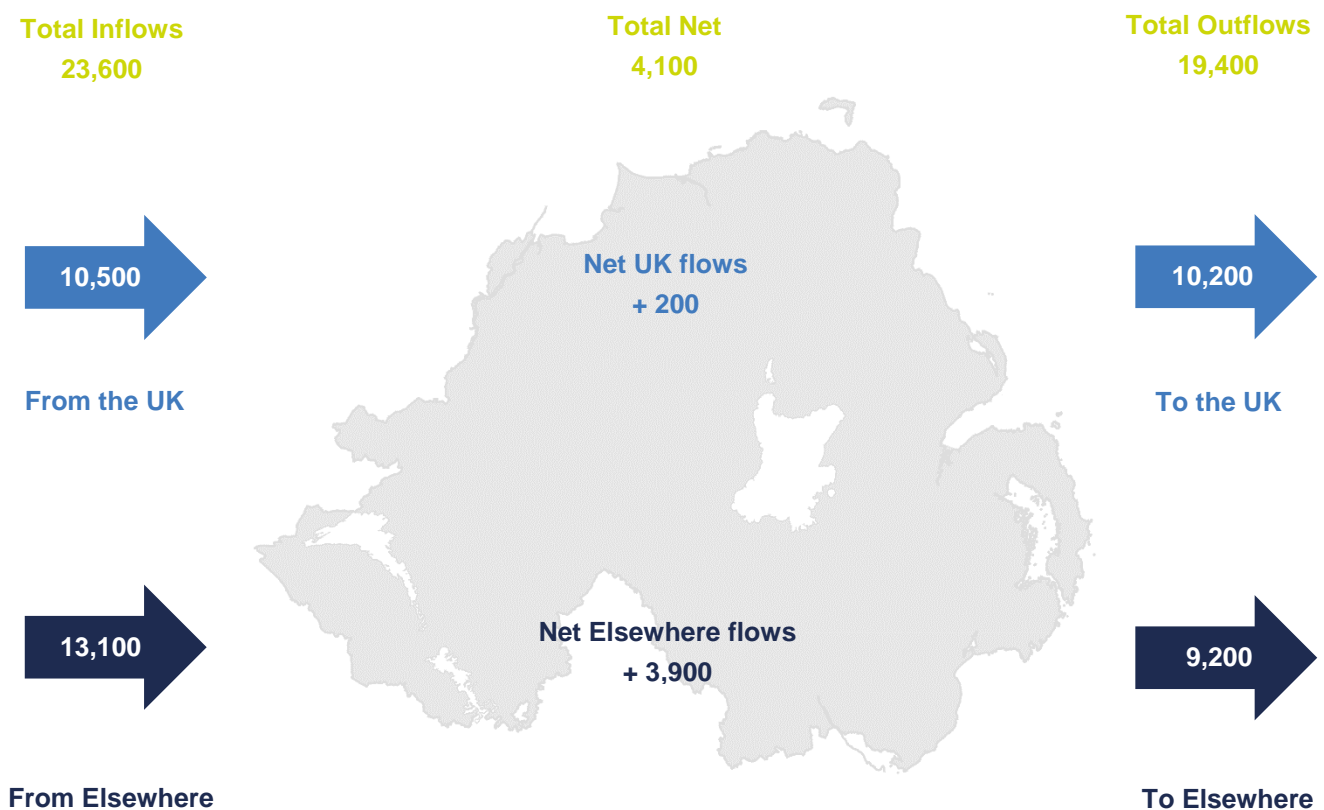 Total Inflows
23,600
Total Net
4,100
Total Outflows
19,400
10,500
From the UK
Net UK flows
+ 200
10,200
To the UK
13,100
From Elsewhere
Net Elsewhere flows
+ 3,900
9,200
To Elsewhere